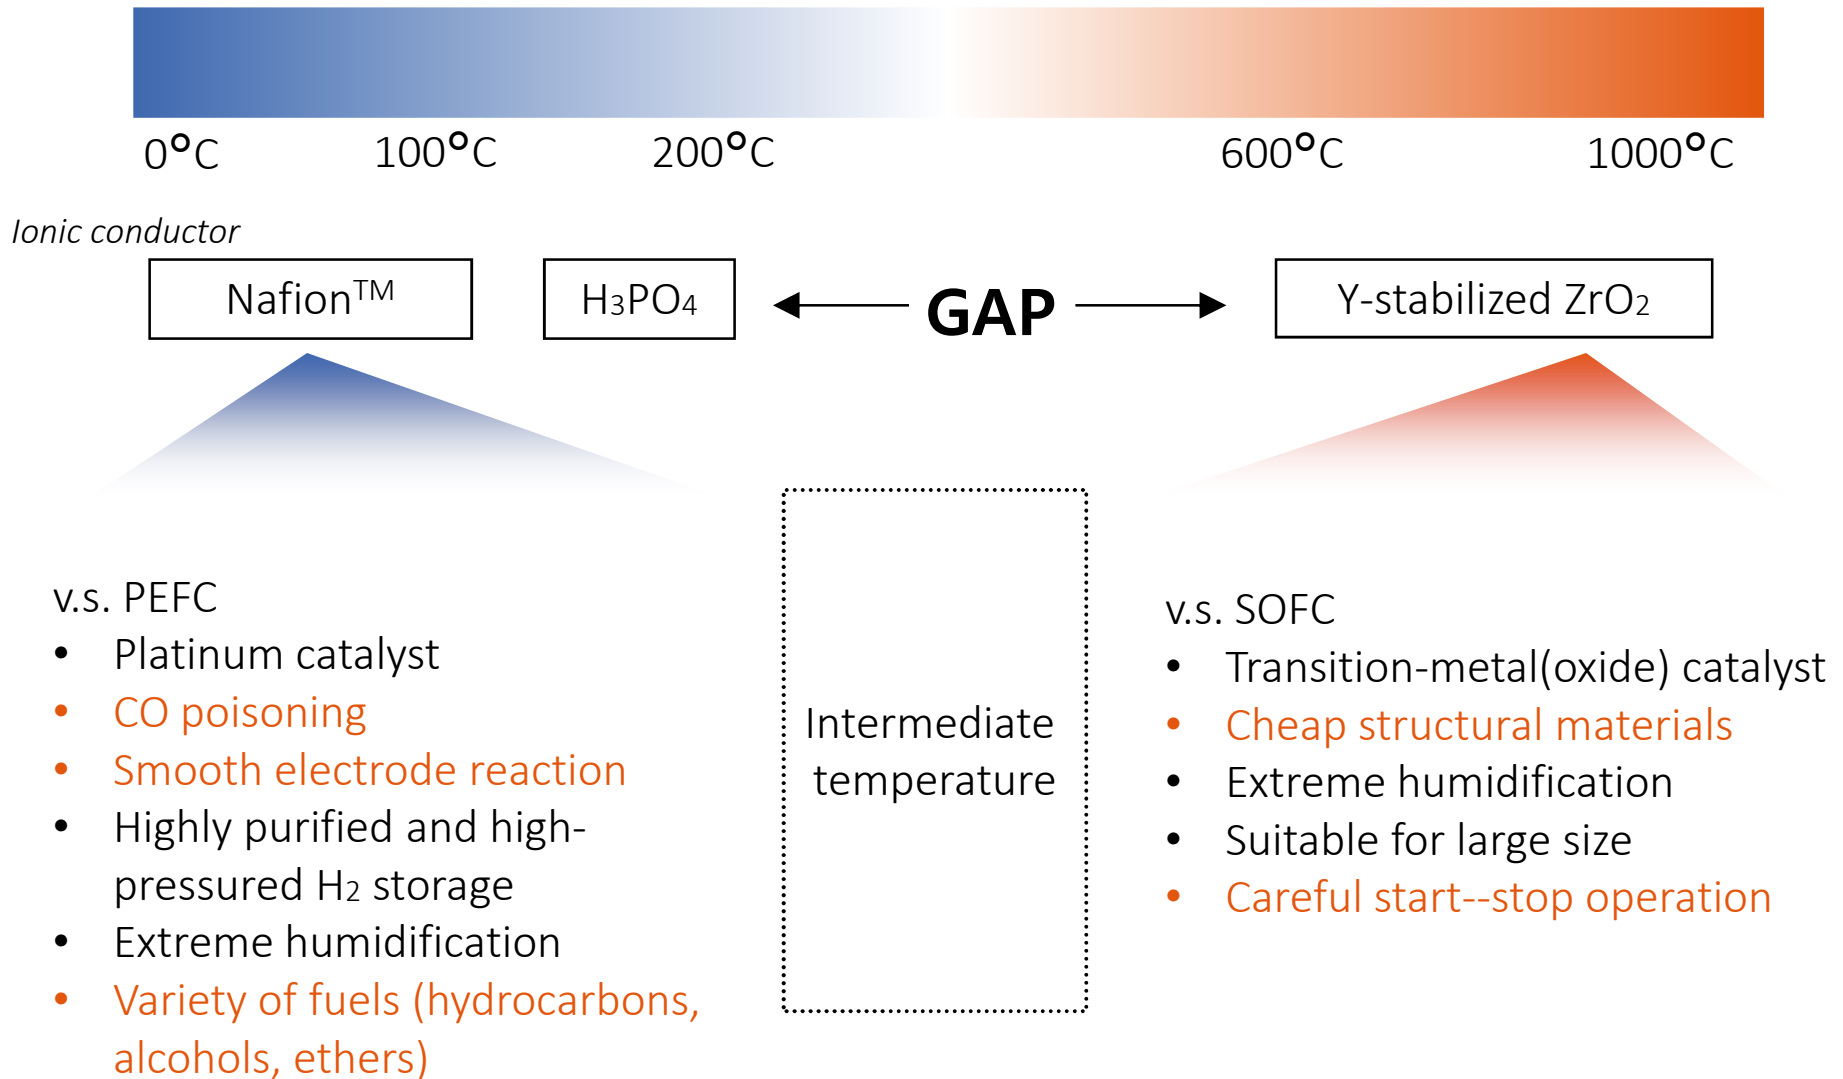 0°C 100°C 200°C 600°C 1000°C
Ionic conductor
Nafion™ H₃PO₄ GAP Y-stabilized ZrO₂
v.s. PEFC
• Platinum catalyst
• CO poisoning
• Smooth electrode reaction
• Highly purified and high-
pressured H₂ storage
• Extreme humidification
• Variety of fuels (hydrocarbons,
alcohols, ethers)
Intermediate
temperature
v.s. SOFC
• Transition-metal(oxide) catalyst
• Cheap structural materials
• Extreme humidification
• Suitable for large size
• Careful start--stop operation